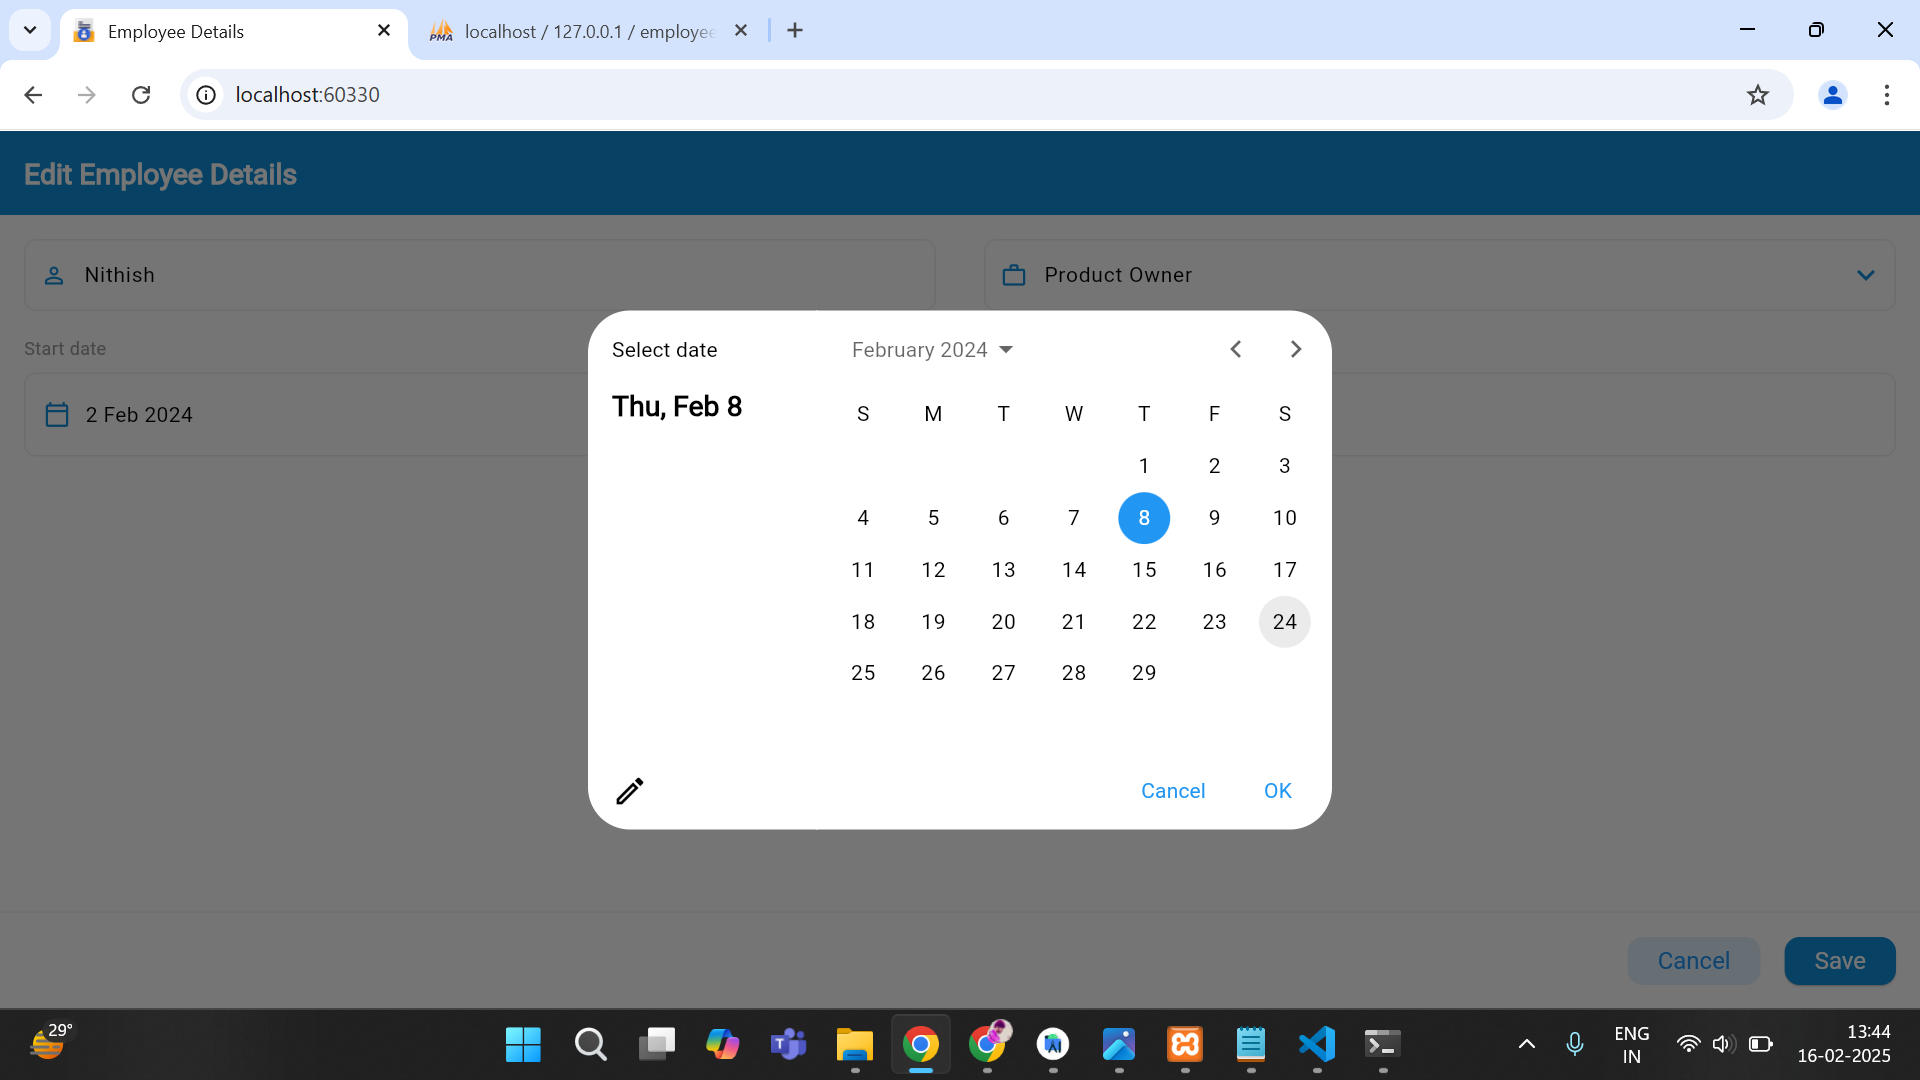 Employee Details
localhost / 127.0.0.1 / employee
localhost:60330
Edit Employee Details
Nithish
Product Owner
Start date
2 Feb 2024
Select date
February 2024
Thu, Feb 8
S M T W T F S
1 2 3
4 5 6 7 8 9 10
11 12 13 14 15 16 17
18 19 20 21 22 23 24
25 26 27 28 29
Cancel OK
Cancel Save
29°
ENG
IN
13:44
16-02-2025